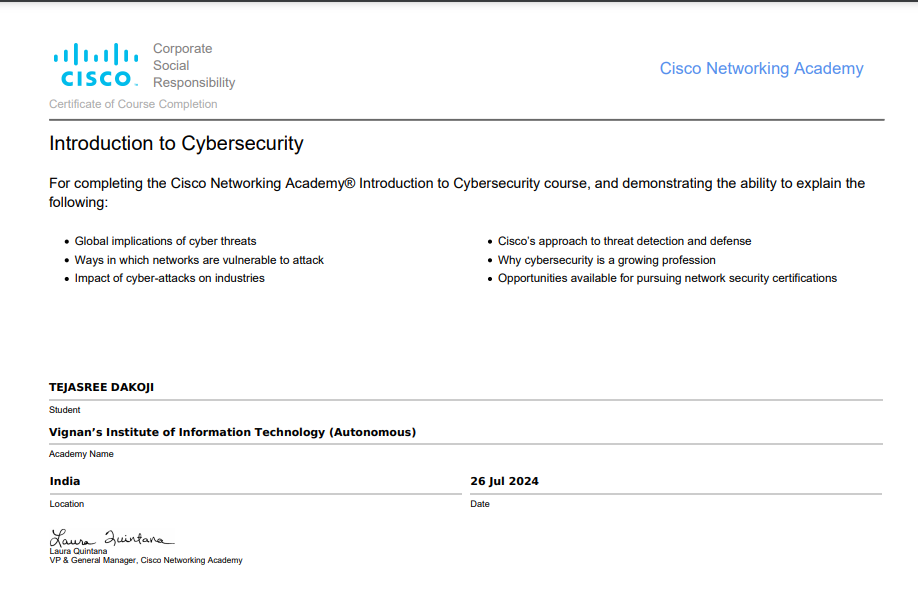 Corporate
Social
Responsibility
CISCO
Cisco Networking Academy
Certificate of Course Completion
Introduction to Cybersecurity
For completing the Cisco Networking Academy® Introduction to Cybersecurity course, and demonstrating the ability to explain the
following:
• Global implications of cyber threats
• Ways in which networks are vulnerable to attack
• Impact of cyber-attacks on industries
• Cisco’s approach to threat detection and defense
• Why cybersecurity is a growing profession
• Opportunities available for pursuing network security certifications
TEJASREE DAKOJI
Student
Vignan’s Institute of Information Technology (Autonomous)
Academy Name
India
Location
26 Jul 2024
Date
Laura Quintana
Laura Quintana
VP & General Manager, Cisco Networking Academy